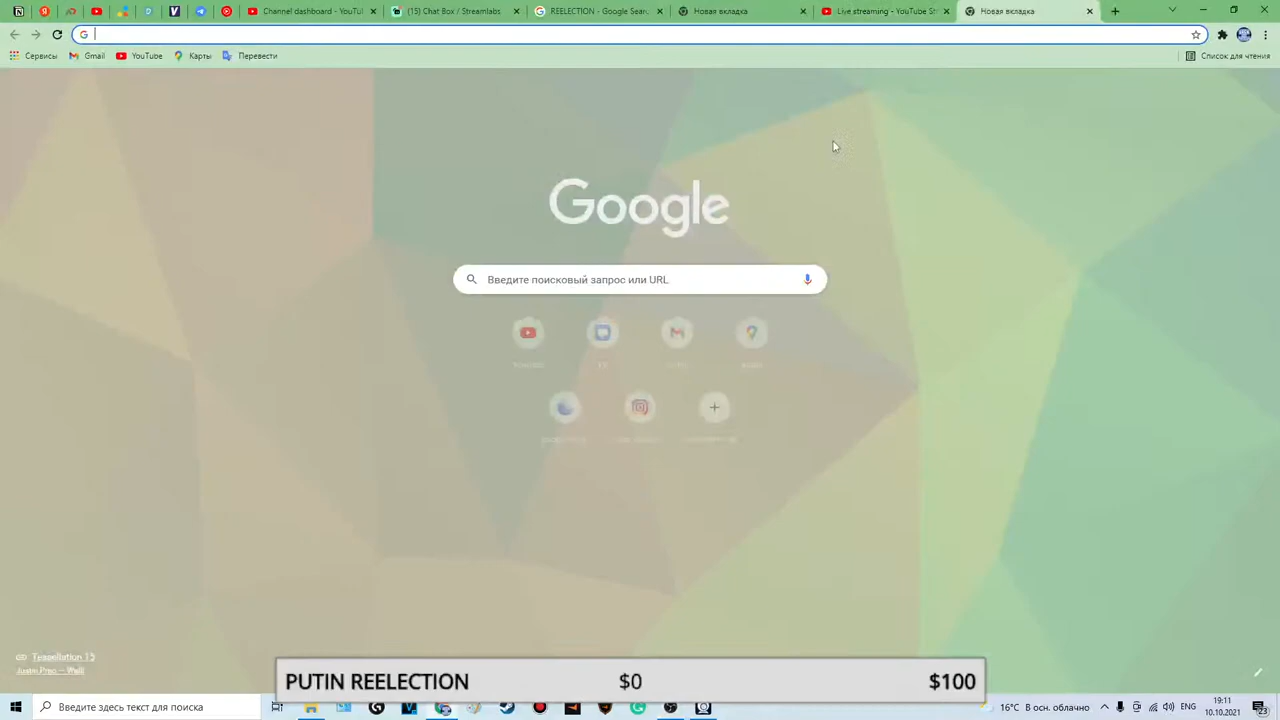 Channel dashboard - YouTu
(15) Chat Box / Streamlabs
REELECTION - Google Sear
Новая вкладка
Live streaming - YouTube St
Новая вкладка
Сервисы
Gmail
YouTube
Карты
Перевести
Список для чтения
Google
Введите поисковый запрос или URL
Tessellation 15
PUTIN REELECTION $0 $100
Введите здесь текст для поиска
16°C В осн. облачно
ENG
19:11
10.10.2021
23